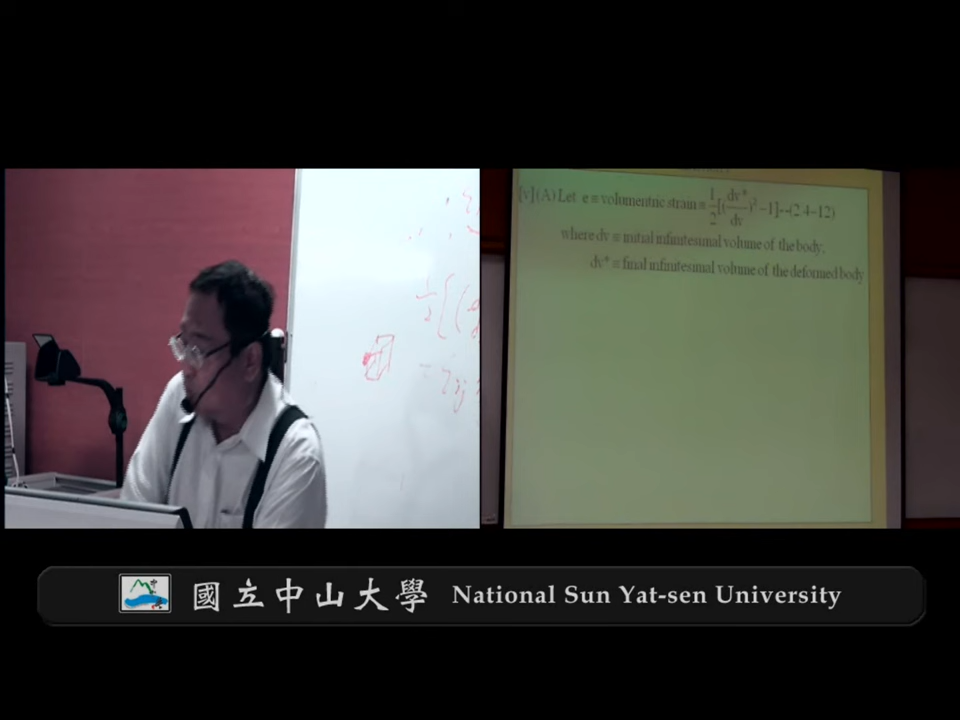 [v](A) Let e ≡ volumentric strain ≡ 1/2[(dv*/dv)²-1]--(2.4-12)
where dv ≡ initial infinitesimal volume of the body,
dv* ≡ final infinitesimal volume of the deformed body
國立中山大學 National Sun Yat-sen University